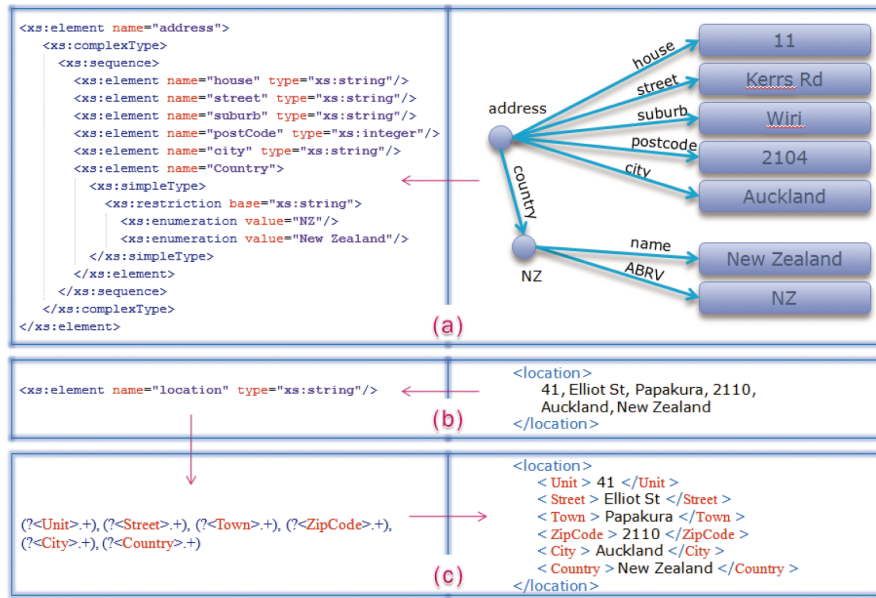 <xs:element name="address">
<xs:complexType>
<xs:sequence>
<xs:element name="house" type="xs:string"/>
<xs:element name="street" type="xs:string"/>
<xs:element name="suburb" type="xs:string"/>
<xs:element name="postCode" type="xs:integer"/>
<xs:element name="city" type="xs:string"/>
<xs:element name="Country">
<xs:simpleType>
<xs:restriction base="xs:string">
<xs:enumeration value="NZ"/>
<xs:enumeration value="New Zealand"/>
</xs:simpleType>
</xs:element>
</xs:sequence>
</xs:complexType>
</xs:element>
address
house
11
street
Kerrs Rd
suburb
Wiri
postcode
2104
city
Auckland
country
NZ
name
New Zealand
ABRV
NZ
(a)
<xs:element name="location" type="xs:string"/>
<location>
41, Elliot St, Papakura, 2110,
Auckland, New Zealand
</location>
(b)
(?<Unit>.+), (?<Street>.+), (?<Town>.+), (?<ZipCode>.+),
(?<City>.+), (?<Country>.+)
<location>
< Unit > 41 </Unit >
< Street > Elliot St </Street >
< Town > Papakura </Town >
< ZipCode > 2110 </ZipCode >
< City > Auckland </City >
< Country > New Zealand </Country >
</location>
(c)